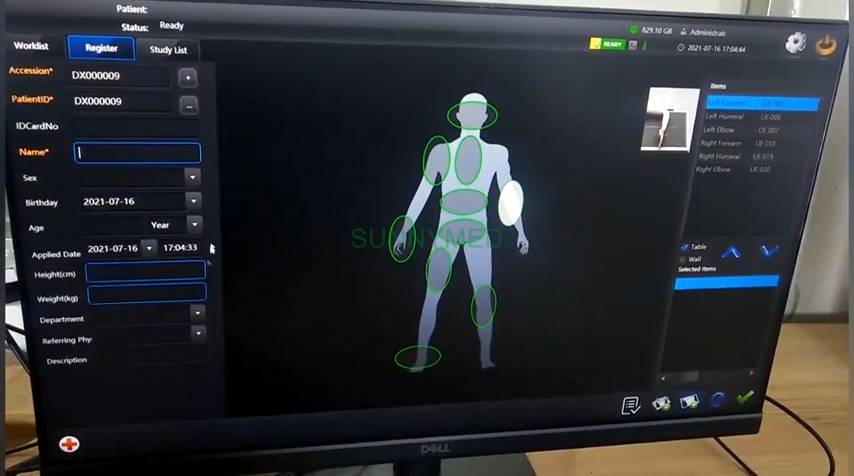 Patient:
Status: Ready
829.10 GB Administrat
READY 2021-07-16 17:04:44
Worklist Register Study List
Accession* DX000009 +
PatientID* DX000009 ...
IDCardNo
Name*
Sex
Birthday 2021-07-16
Age Year
Applied Date 2021-07-16 17:04:33
Height(cm)
Weight(kg)
Department
Referring Phy.
Description
SUNNYMED
Items
Left Forearm
Left Humeral UE.006
Left Elbow UE.007
Right Forearm UE.018
Right Humeral UE.019
Right Elbow UE.020
Table
Wall
Selected Items
DELL